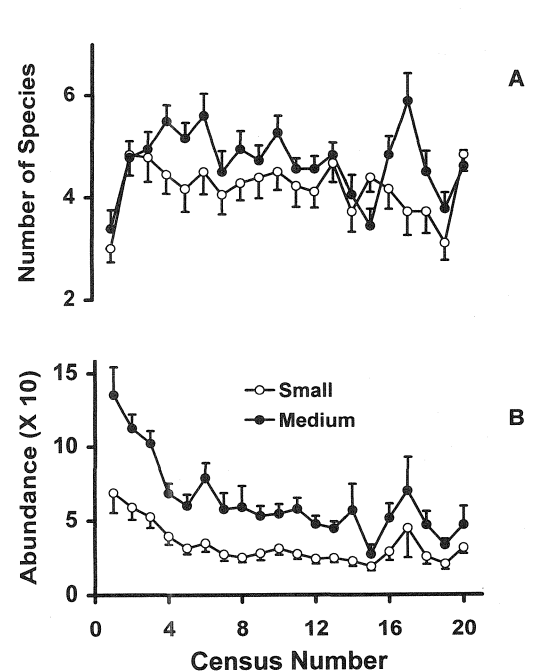 A
Number of Species
6
4
2
B
Abundance (X 10)
15
10
5
0
Small
Medium
0 4 8 12 16 20
Census Number